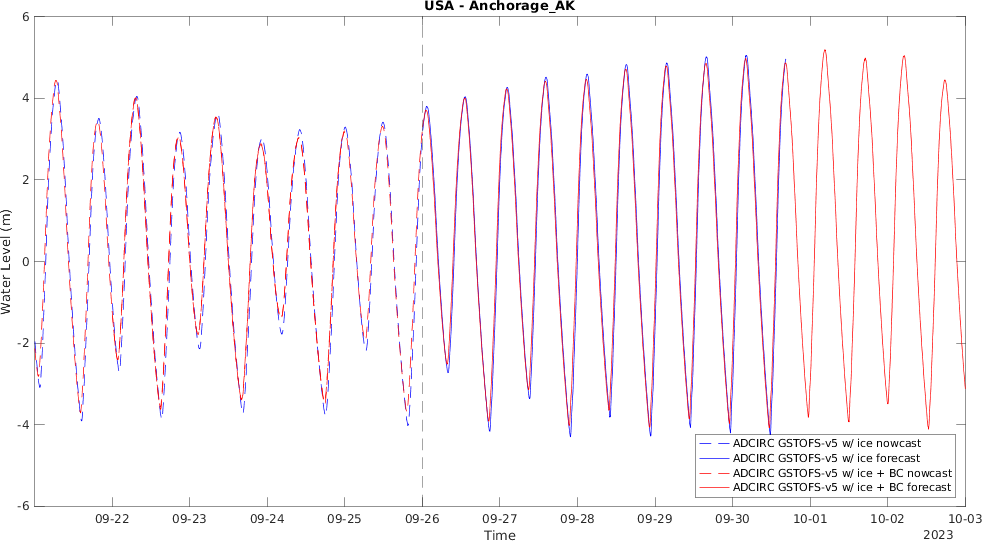 USA - Anchorage_AK
6
4
2
0
-2
-4
-6
Water Level (m)
ADCIRC GSTOFS-v5 w/ ice nowcast
ADCIRC GSTOFS-v5 w/ ice forecast
ADCIRC GSTOFS-v5 w/ ice + BC nowcast
ADCIRC GSTOFS-v5 w/ ice + BC forecast
09-22 09-23 09-24 09-25 09-26 09-27 09-28 09-29 09-30 10-01 10-02 10-03
Time
2023